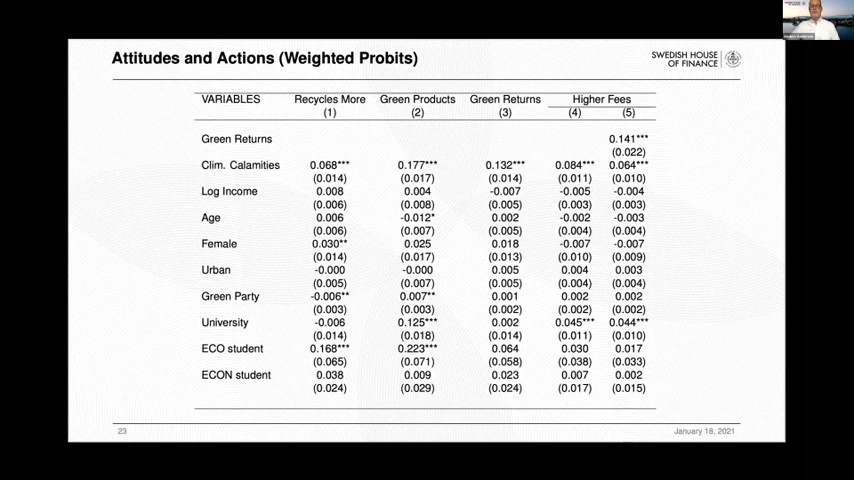 Attitudes and Actions (Weighted Probits)
SWEDISH HOUSE
OF FINANCE
VARIABLES Recycles More Green Products Green Returns Higher Fees
(1) (2) (3) (4) (5)
Green Returns 0.141***
(0.022)
Clim. Calamities 0.068*** 0.177*** 0.132*** 0.084*** 0.064***
(0.014) (0.017) (0.014) (0.011) (0.010)
Log Income 0.008 0.004 -0.007 -0.005 -0.004
(0.006) (0.008) (0.005) (0.003) (0.003)
Age 0.006 -0.012* 0.002 -0.002 -0.003
(0.006) (0.007) (0.005) (0.004) (0.004)
Female 0.030** 0.025 0.018 -0.007 -0.007
(0.014) (0.017) (0.013) (0.010) (0.009)
Urban -0.000 -0.000 0.005 0.004 0.003
(0.005) (0.007) (0.005) (0.004) (0.004)
Green Party -0.006** 0.007** 0.001 0.002 0.002
(0.003) (0.003) (0.002) (0.002) (0.002)
University -0.006 0.125*** 0.002 0.045*** 0.044***
(0.014) (0.018) (0.014) (0.011) (0.010)
ECO student 0.168*** 0.223*** 0.064 0.030 0.017
(0.065) (0.071) (0.058) (0.038) (0.033)
ECON student 0.038 0.009 0.023 0.007 0.002
(0.024) (0.029) (0.024) (0.017) (0.015)
23
January 18, 2021